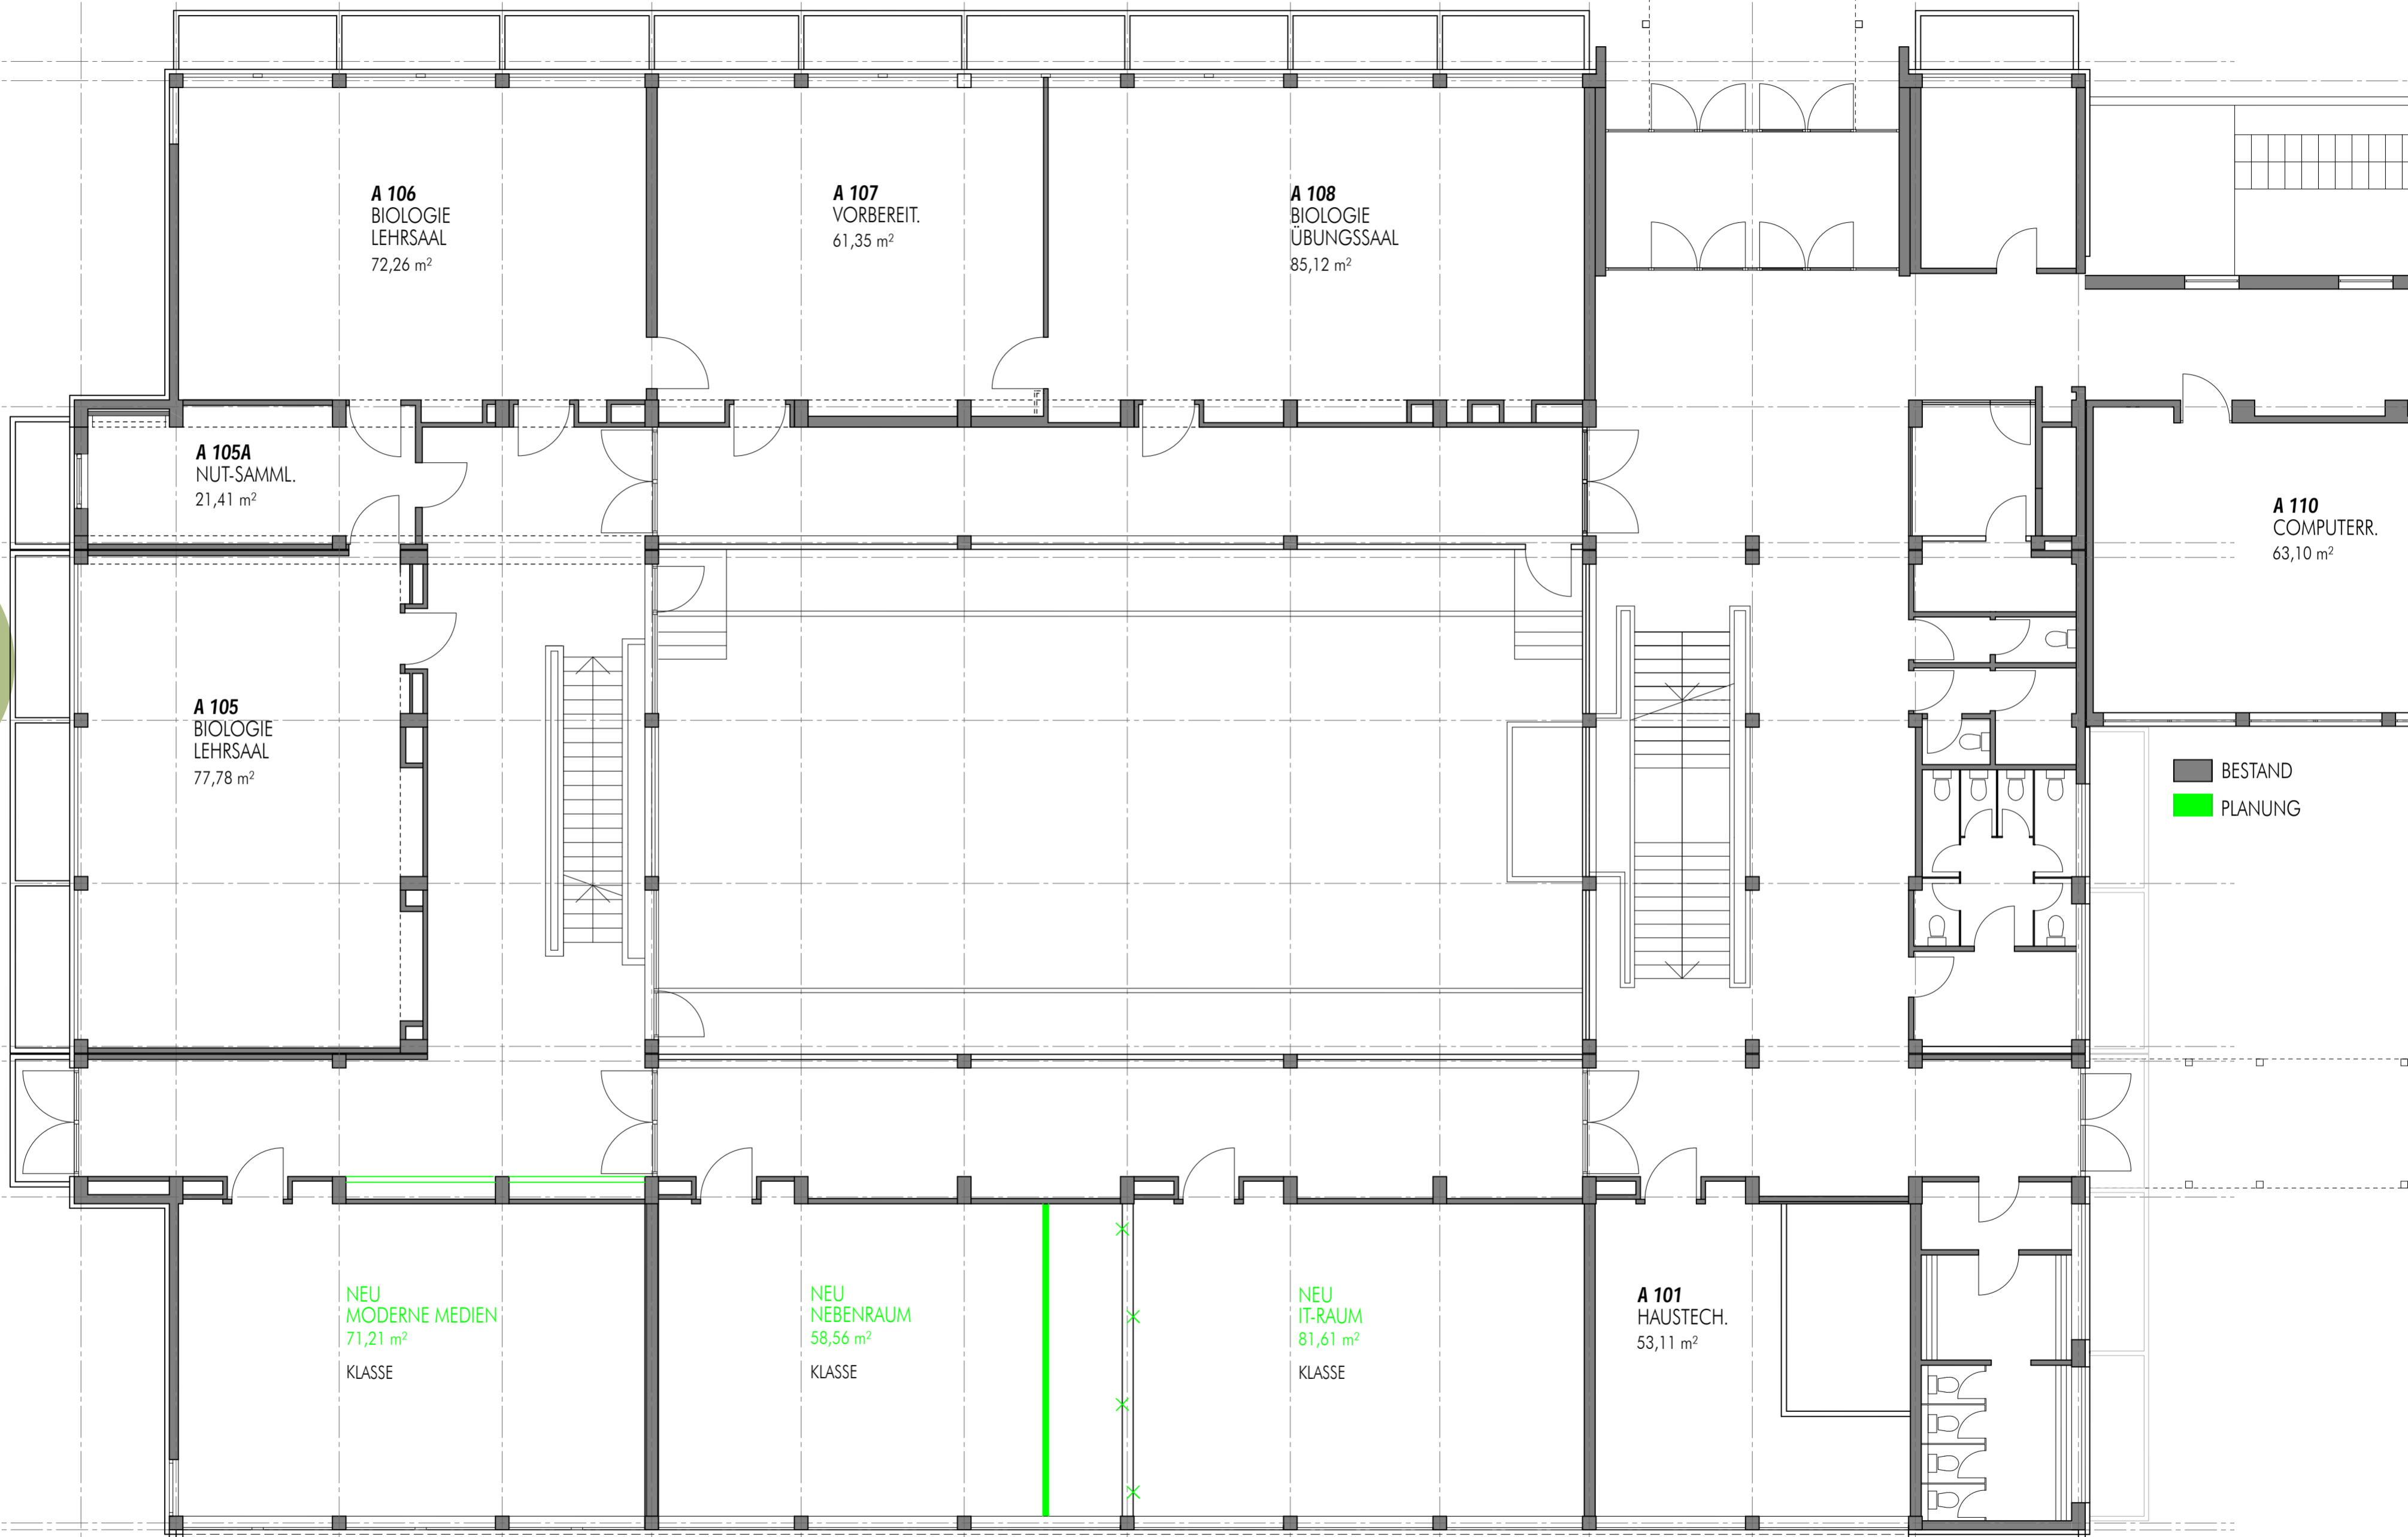 A 106
BIOLOGIE
LEHRSAAL
72,26 m²
A 107
VORBEREIT.
61,35 m²
A 108
BIOLOGIE
ÜBUNGSSAAL
85,12 m²
A 105A
NUT-SAMML.
21,41 m²
A 110
COMPUTERR.
63,10 m²
A 105
BIOLOGIE
LEHRSAAL
77,78 m²
BESTAND
PLANUNG
NEU
MODERNE MEDIEN
71,21 m²
KLASSE
NEU
NEBENRAUM
58,56 m²
KLASSE
NEU
IT-RAUM
81,61 m²
KLASSE
A 101
HAUSTECH.
53,11 m²